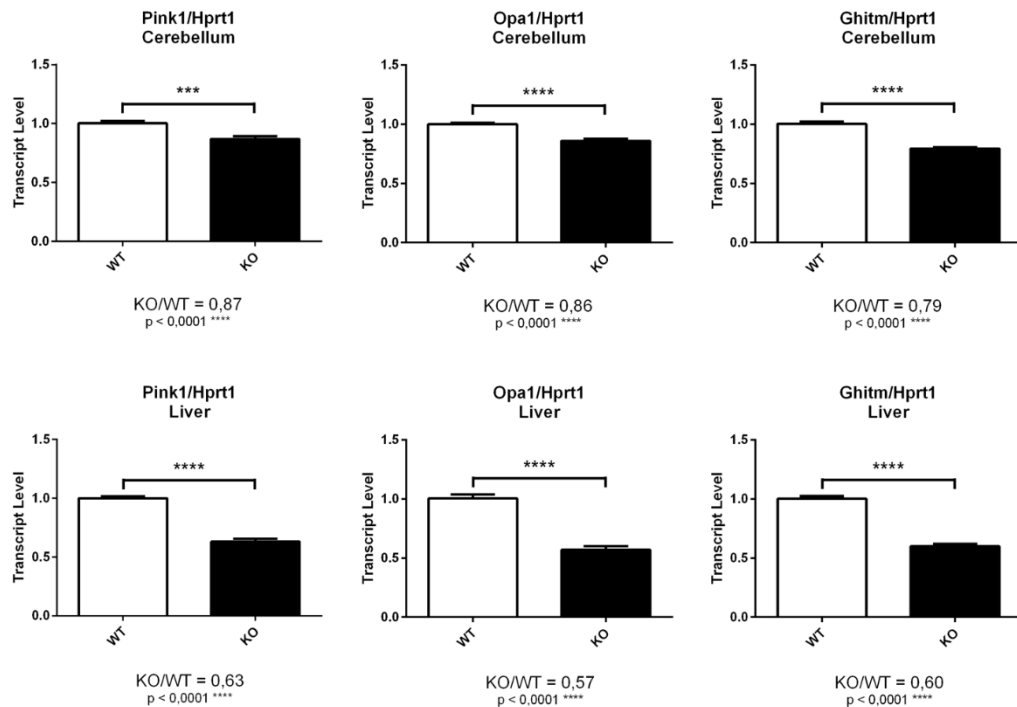 Pink1/Hprt1
Cerebellum
1.5
***
1.0
0.5
0.0
Transcript Level
WT
KO
KO/WT = 0,87
p < 0,0001 ****
Opa1/Hprt1
Cerebellum
1.5
****
1.0
0.5
0.0
Transcript Level
WT
KO
KO/WT = 0,86
p < 0,0001 ****
Ghitm/Hprt1
Cerebellum
1.5
****
1.0
0.5
0.0
Transcript Level
WT
KO
KO/WT = 0,79
p < 0,0001 ****
Pink1/Hprt1
Liver
1.5
****
1.0
0.5
0.0
Transcript Level
WT
KO
KO/WT = 0,63
p < 0,0001 ****
Opa1/Hprt1
Liver
1.5
****
1.0
0.5
0.0
Transcript Level
WT
KO
KO/WT = 0,57
p < 0,0001 ****
Ghitm/Hprt1
Liver
1.5
****
1.0
0.5
0.0
Transcript Level
WT
KO
KO/WT = 0,60
p < 0,0001 ****